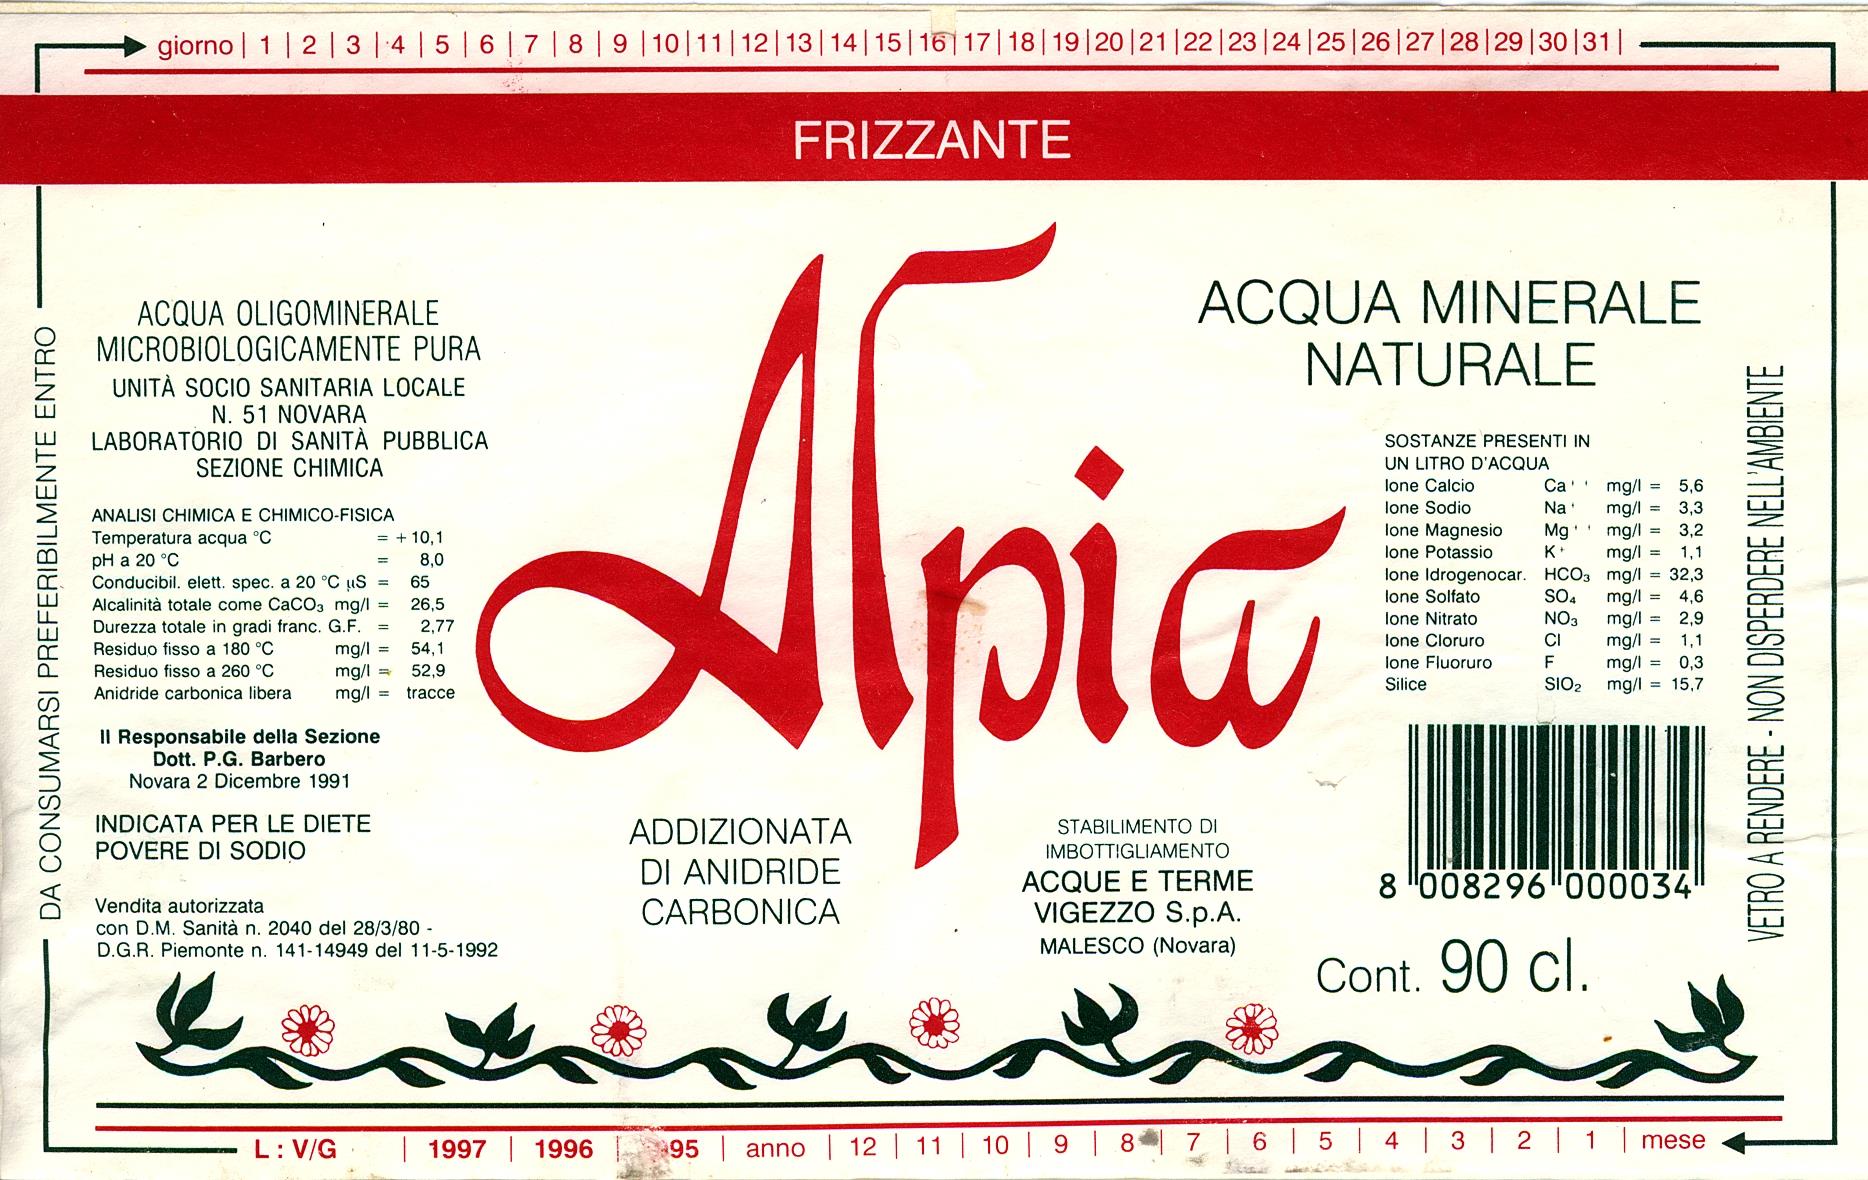 giorno | 1 | 2 | 3 | 4 | 5 | 6 | 7 | 8 | 9 | 10 | 11 | 12 | 13 | 14 | 15 | 16 | 17 | 18 | 19 | 20 | 21 | 22 | 23 | 24 | 25 | 26 | 27 | 28 | 29 | 30 | 31 |
FRIZZANTE
DA CONSUMARSI PREFERIBILMENTE ENTRO
ACQUA OLIGOMINERALE
MICROBIOLOGICAMENTE PURA
UNITÀ SOCIO SANITARIA LOCALE
N. 51 NOVARA
LABORATORIO DI SANITÀ PUBBLICA
SEZIONE CHIMICA
ANALISI CHIMICA E CHIMICO-FISICA
Temperatura acqua °C = + 10,1
pH a 20 °C = 8,0
Conducibil. elett. spec. a 20 °C µS = 65
Alcalinità totale come CaCO₃ mg/l = 26,5
Durezza totale in gradi franc. G.F. = 2,77
Residuo fisso a 180 °C mg/l = 54,1
Residuo fisso a 260 °C mg/l = 52,9
Anidride carbonica libera mg/l = tracce
Il Responsabile della Sezione
Dott. P.G. Barbero
Novara 2 Dicembre 1991
INDICATA PER LE DIETE
POVERE DI SODIO
Vendita autorizzata
con D.M. Sanità n. 2040 del 28/3/80 -
D.G.R. Piemonte n. 141-14949 del 11-5-1992
Alpia
ADDIZIONATA
DI ANIDRIDE
CARBONICA
STABILIMENTO DI
IMBOTTIGLIAMENTO
ACQUE E TERME
VIGEZZO S.p.A.
MALESCO (Novara)
ACQUA MINERALE
NATURALE
SOSTANZE PRESENTI IN
UN LITRO D'ACQUA
Ione Calcio Ca˙˙ mg/l = 5,6
Ione Sodio Na˙ mg/l = 3,3
Ione Magnesio Mg˙˙ mg/l = 3,2
Ione Potassio K⁺ mg/l = 1,1
Ione Idrogenocar. HCO₃ mg/l = 32,3
Ione Solfato SO₄ mg/l = 4,6
Ione Nitrato NO₃ mg/l = 2,9
Ione Cloruro Cl mg/l = 1,1
Ione Fluoruro F mg/l = 0,3
Silice SIO₂ mg/l = 15,7
8 008296 000034
Cont. 90 cl.
VETRO A RENDERE - NON DISPERDERE NELL'AMBIENTE
L : V/G | 1997 | 1996 | 95 | anno | 12 | 11 | 10 | 9 | 8 | 7 | 6 | 5 | 4 | 3 | 2 | 1 | mese